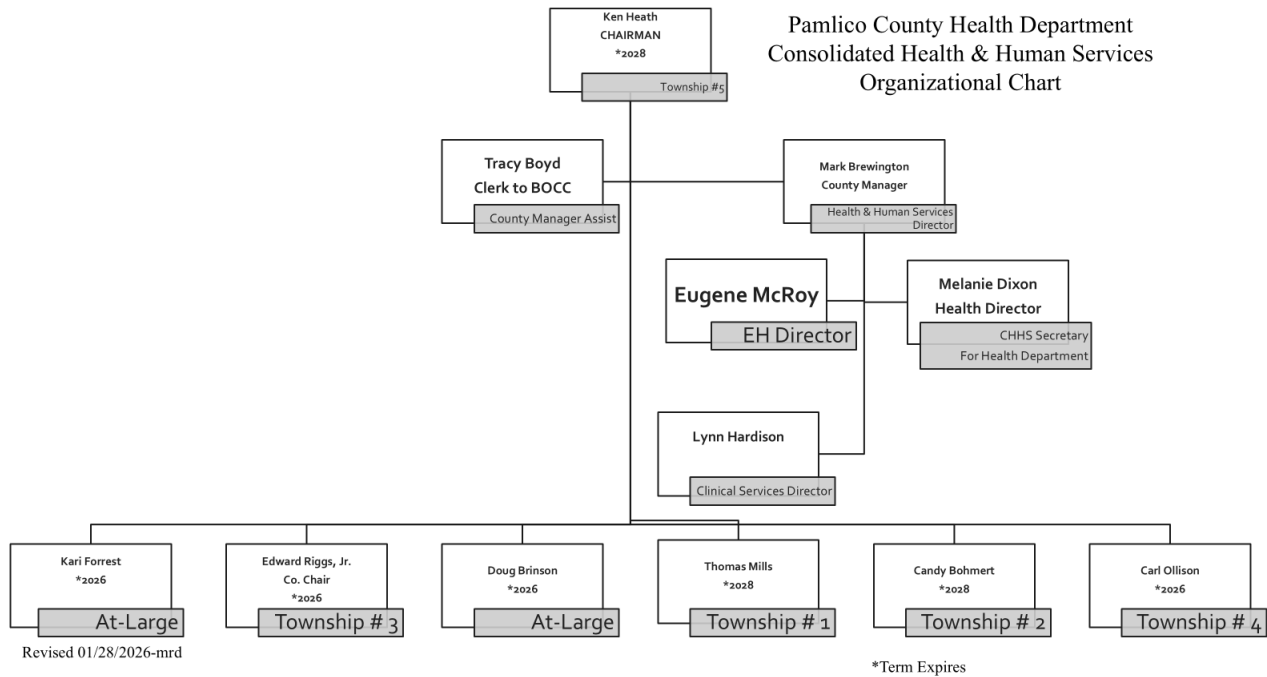 Ken Heath
CHAIRMAN
*2028
Township #5
Pamlico County Health Department
Consolidated Health & Human Services
Organizational Chart
Tracy Boyd
Clerk to BOCC
County Manager Assist
Mark Brewington
County Manager
Health & Human Services
Director
Eugene McRoy
EH Director
Melanie Dixon
Health Director
CHHS Secretary
For Health Department
Lynn Hardison
Clinical Services Director
Kari Forrest
*2026
At-Large
Edward Riggs, Jr.
Co. Chair
*2026
Township # 3
Doug Brinson
*2026
At-Large
Thomas Mills
*2028
Township # 1
Candy Bohmert
*2028
Township # 2
Carl Ollison
*2026
Township # 4
Revised 01/28/2026-mrd
*Term Expires